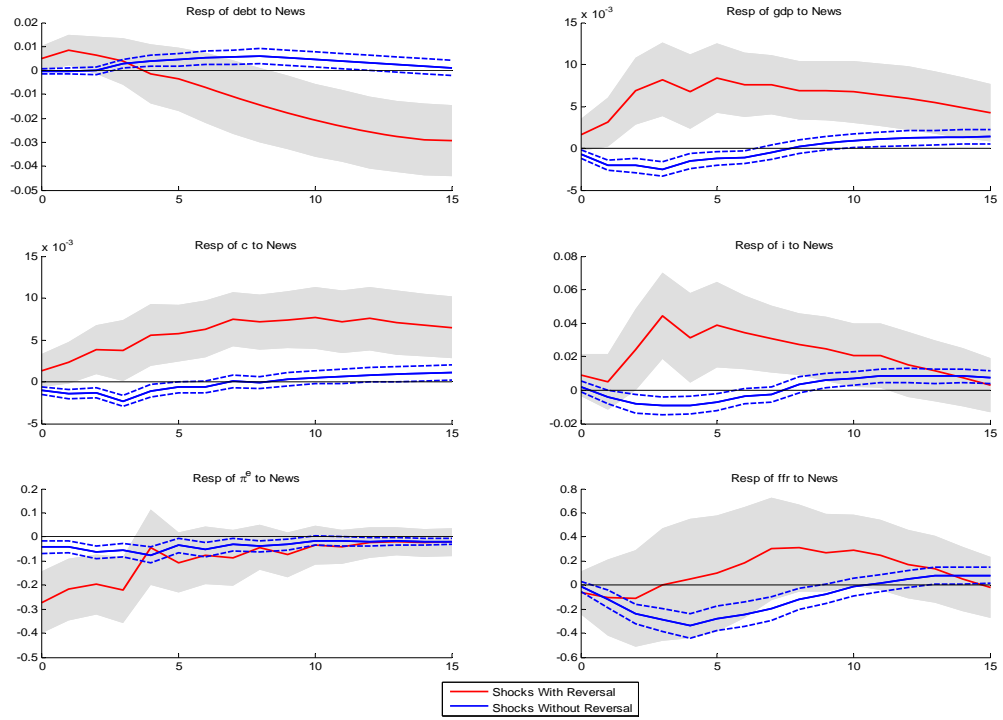 Resp of debt to News
0.02
0.01
0
-0.01
-0.02
-0.03
-0.04
0.05
0 5 10 15
Resp of gdp to News
x 10⁻³
15
10
5
0
-5
0 5 10 15
Resp of c to News
x 10⁻³
15
10
5
0
-5
0 5 10 15
Resp of i to News
0.08
0.06
0.04
0.02
0
-0.02
0 5 10 15
Resp of πᵉ to News
0.2
0.1
0
-0.1
-0.2
-0.3
-0.4
-0.5
0 5 10 15
Resp of ffr to News
0.8
0.6
0.4
0.2
0
-0.2
-0.4
-0.6
0 5 10 15
Shocks With Reversal
Shocks Without Reversal